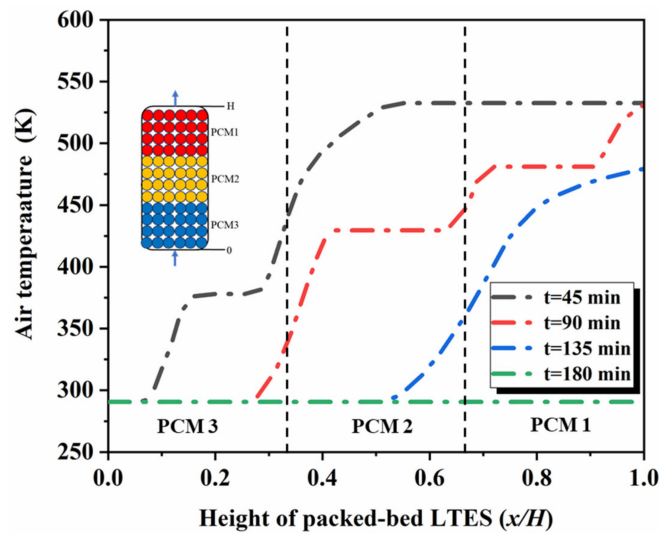 600
550
500
450
400
350
300
250
Air temperaature (K)
H
PCM1
PCM2
PCM3
0
t=45 min
t=90 min
t=135 min
t=180 min
PCM 3
PCM 2
PCM 1
0.0 0.2 0.4 0.6 0.8 1.0
Height of packed-bed LTES (x/H)